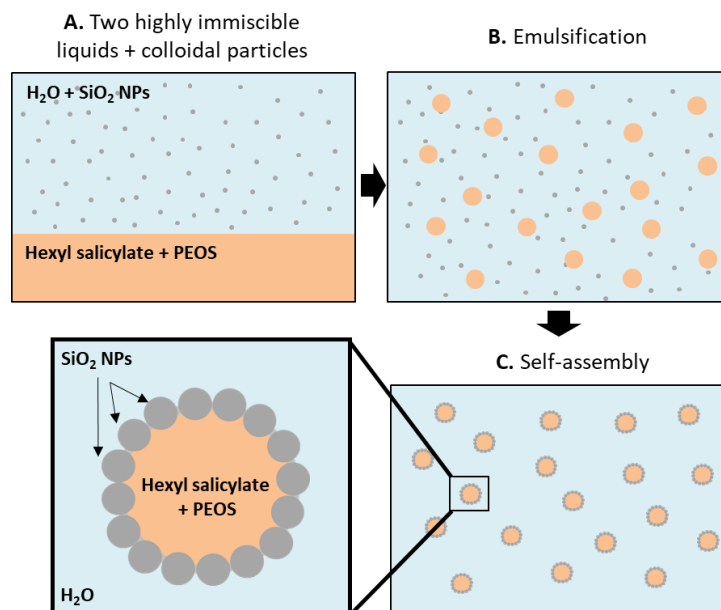 A. Two highly immiscible
liquids + colloidal particles
B. Emulsification
H₂O + SiO₂ NPs
Hexyl salicylate + PEOS
C. Self-assembly
SiO₂ NPs
Hexyl salicylate
+ PEOS
H₂O